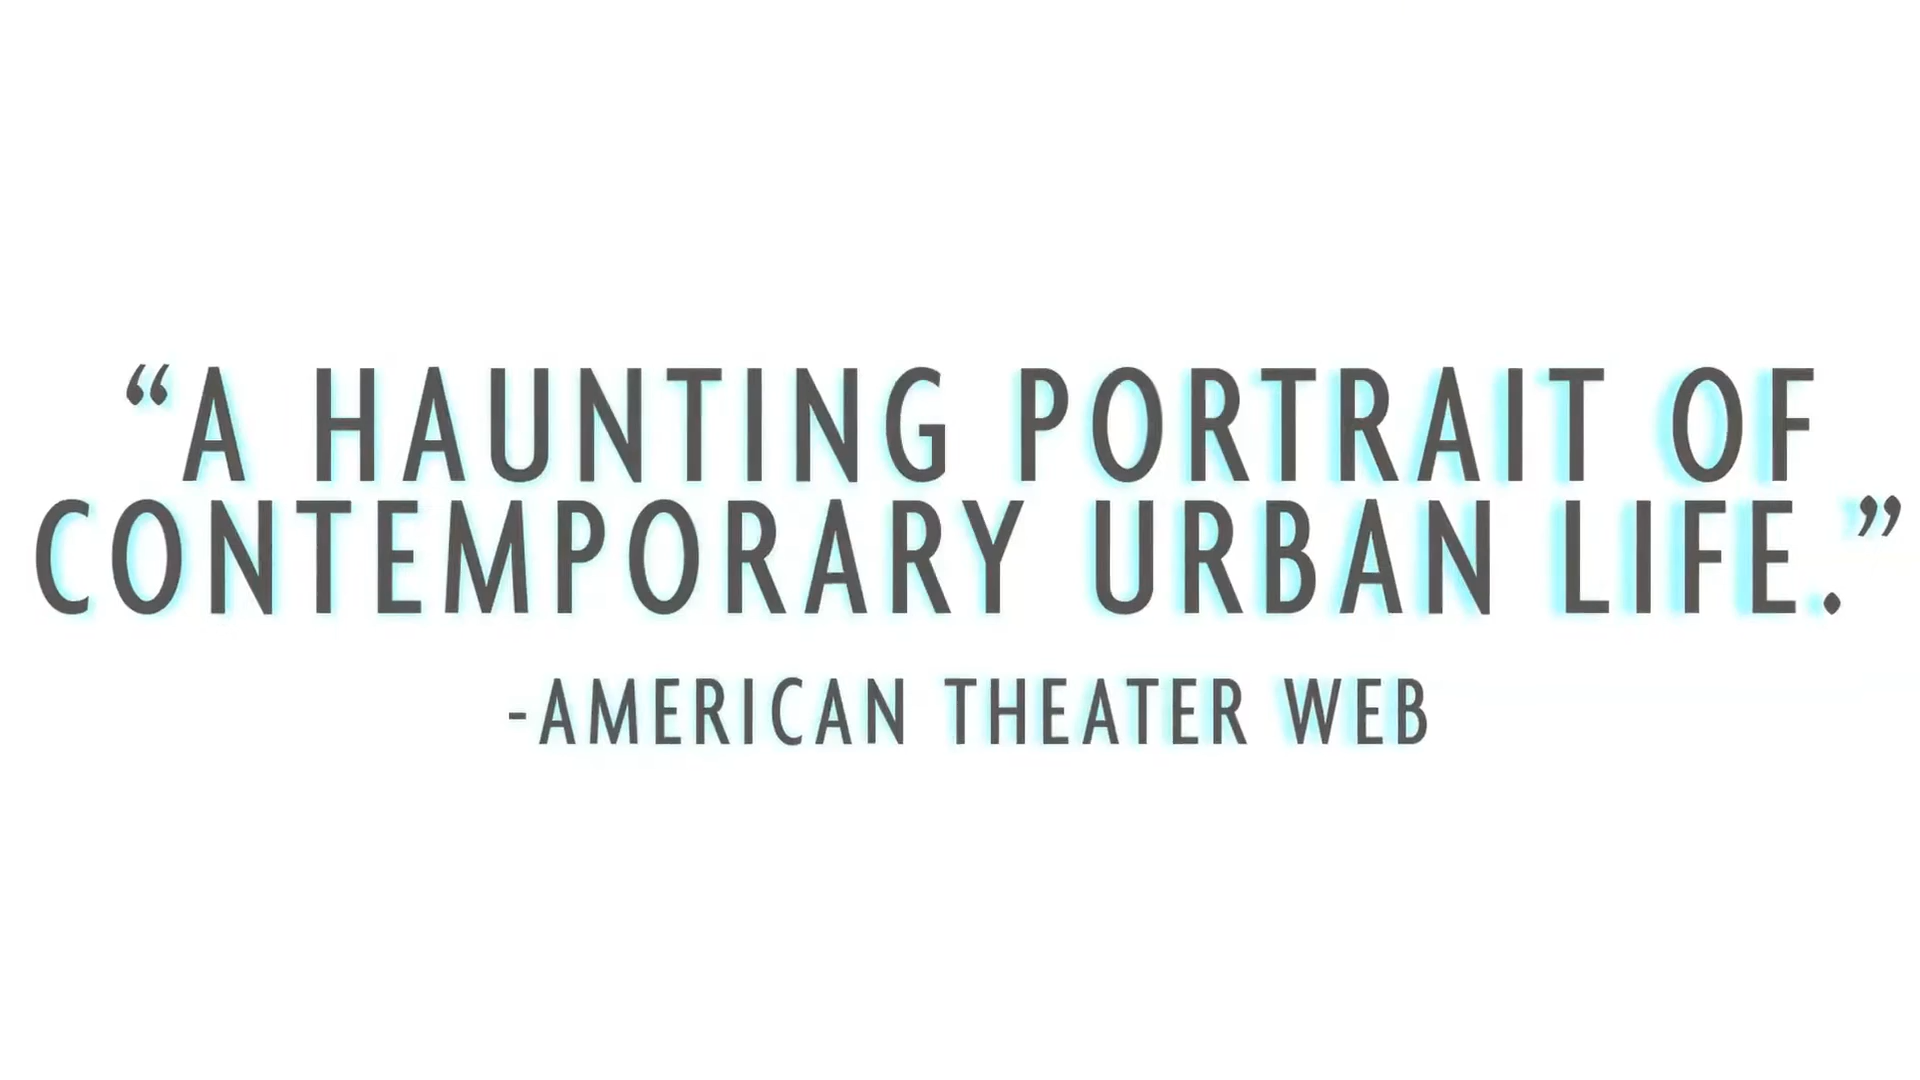 “A HAUNTING PORTRAIT OF
CONTEMPORARY URBAN LIFE.”
-AMERICAN THEATER WEB